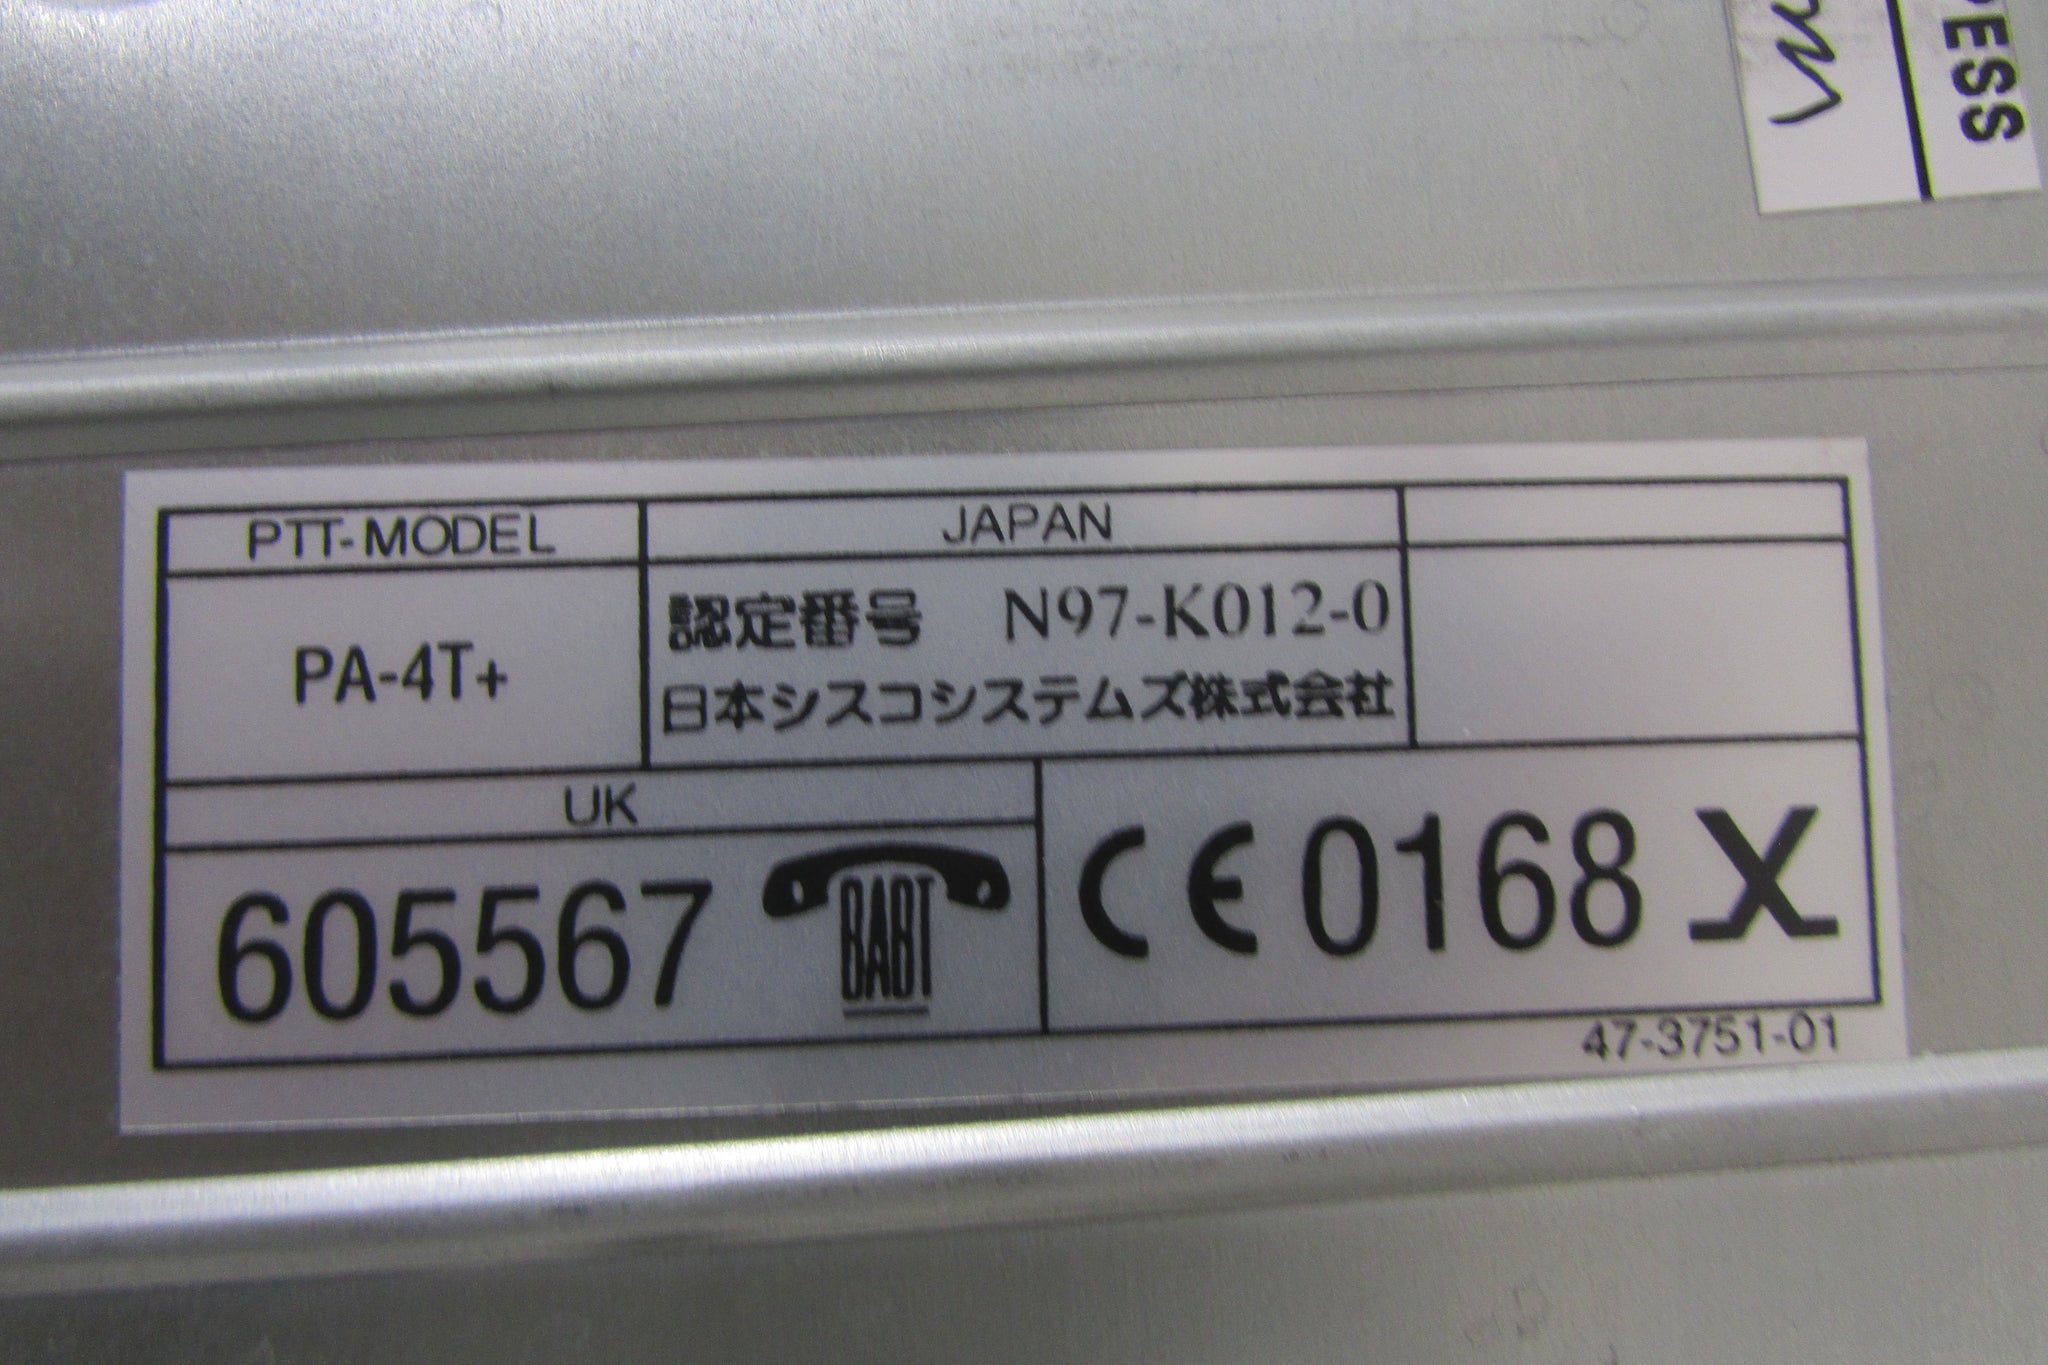 ESS
PTT-MODEL
JAPAN
PA-4T+
認定番号 N97-K012-0
日本シスコシステムズ株式会社
UK
605567
BABT
CE 0168 X
47-3751-01